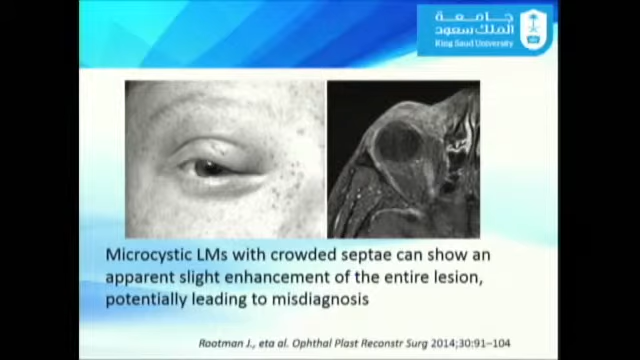 جامعة
الملك سعود
King Saud University
Microcystic LMs with crowded septae can show an
apparent slight enhancement of the entire lesion,
potentially leading to misdiagnosis
Rootman J., eta al. Ophthal Plast Reconstr Surg 2014;30:91–104